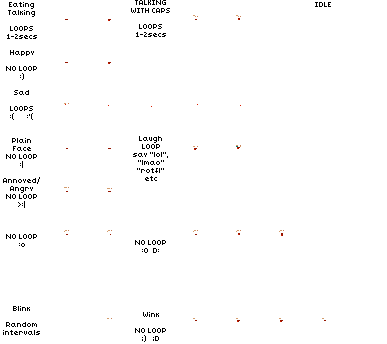 Eating
Talking
LOOPS
1-2secs
TALKING
WITH CAPS
LOOPS
1-2secs
IDLE
Happy
NO LOOP
:)
Sad
LOOPS
:( :'(
Plain
Face
NO LOOP
:|
Laugh
LOOP
say "lol",
"lmao"
"rotfl"
etc
Annoyed/
Angry
NO LOOP
>:|
NO LOOP
:o
NO LOOP
:O D:
Blink
Random
intervals
Wink
NO LOOP
;) ;D